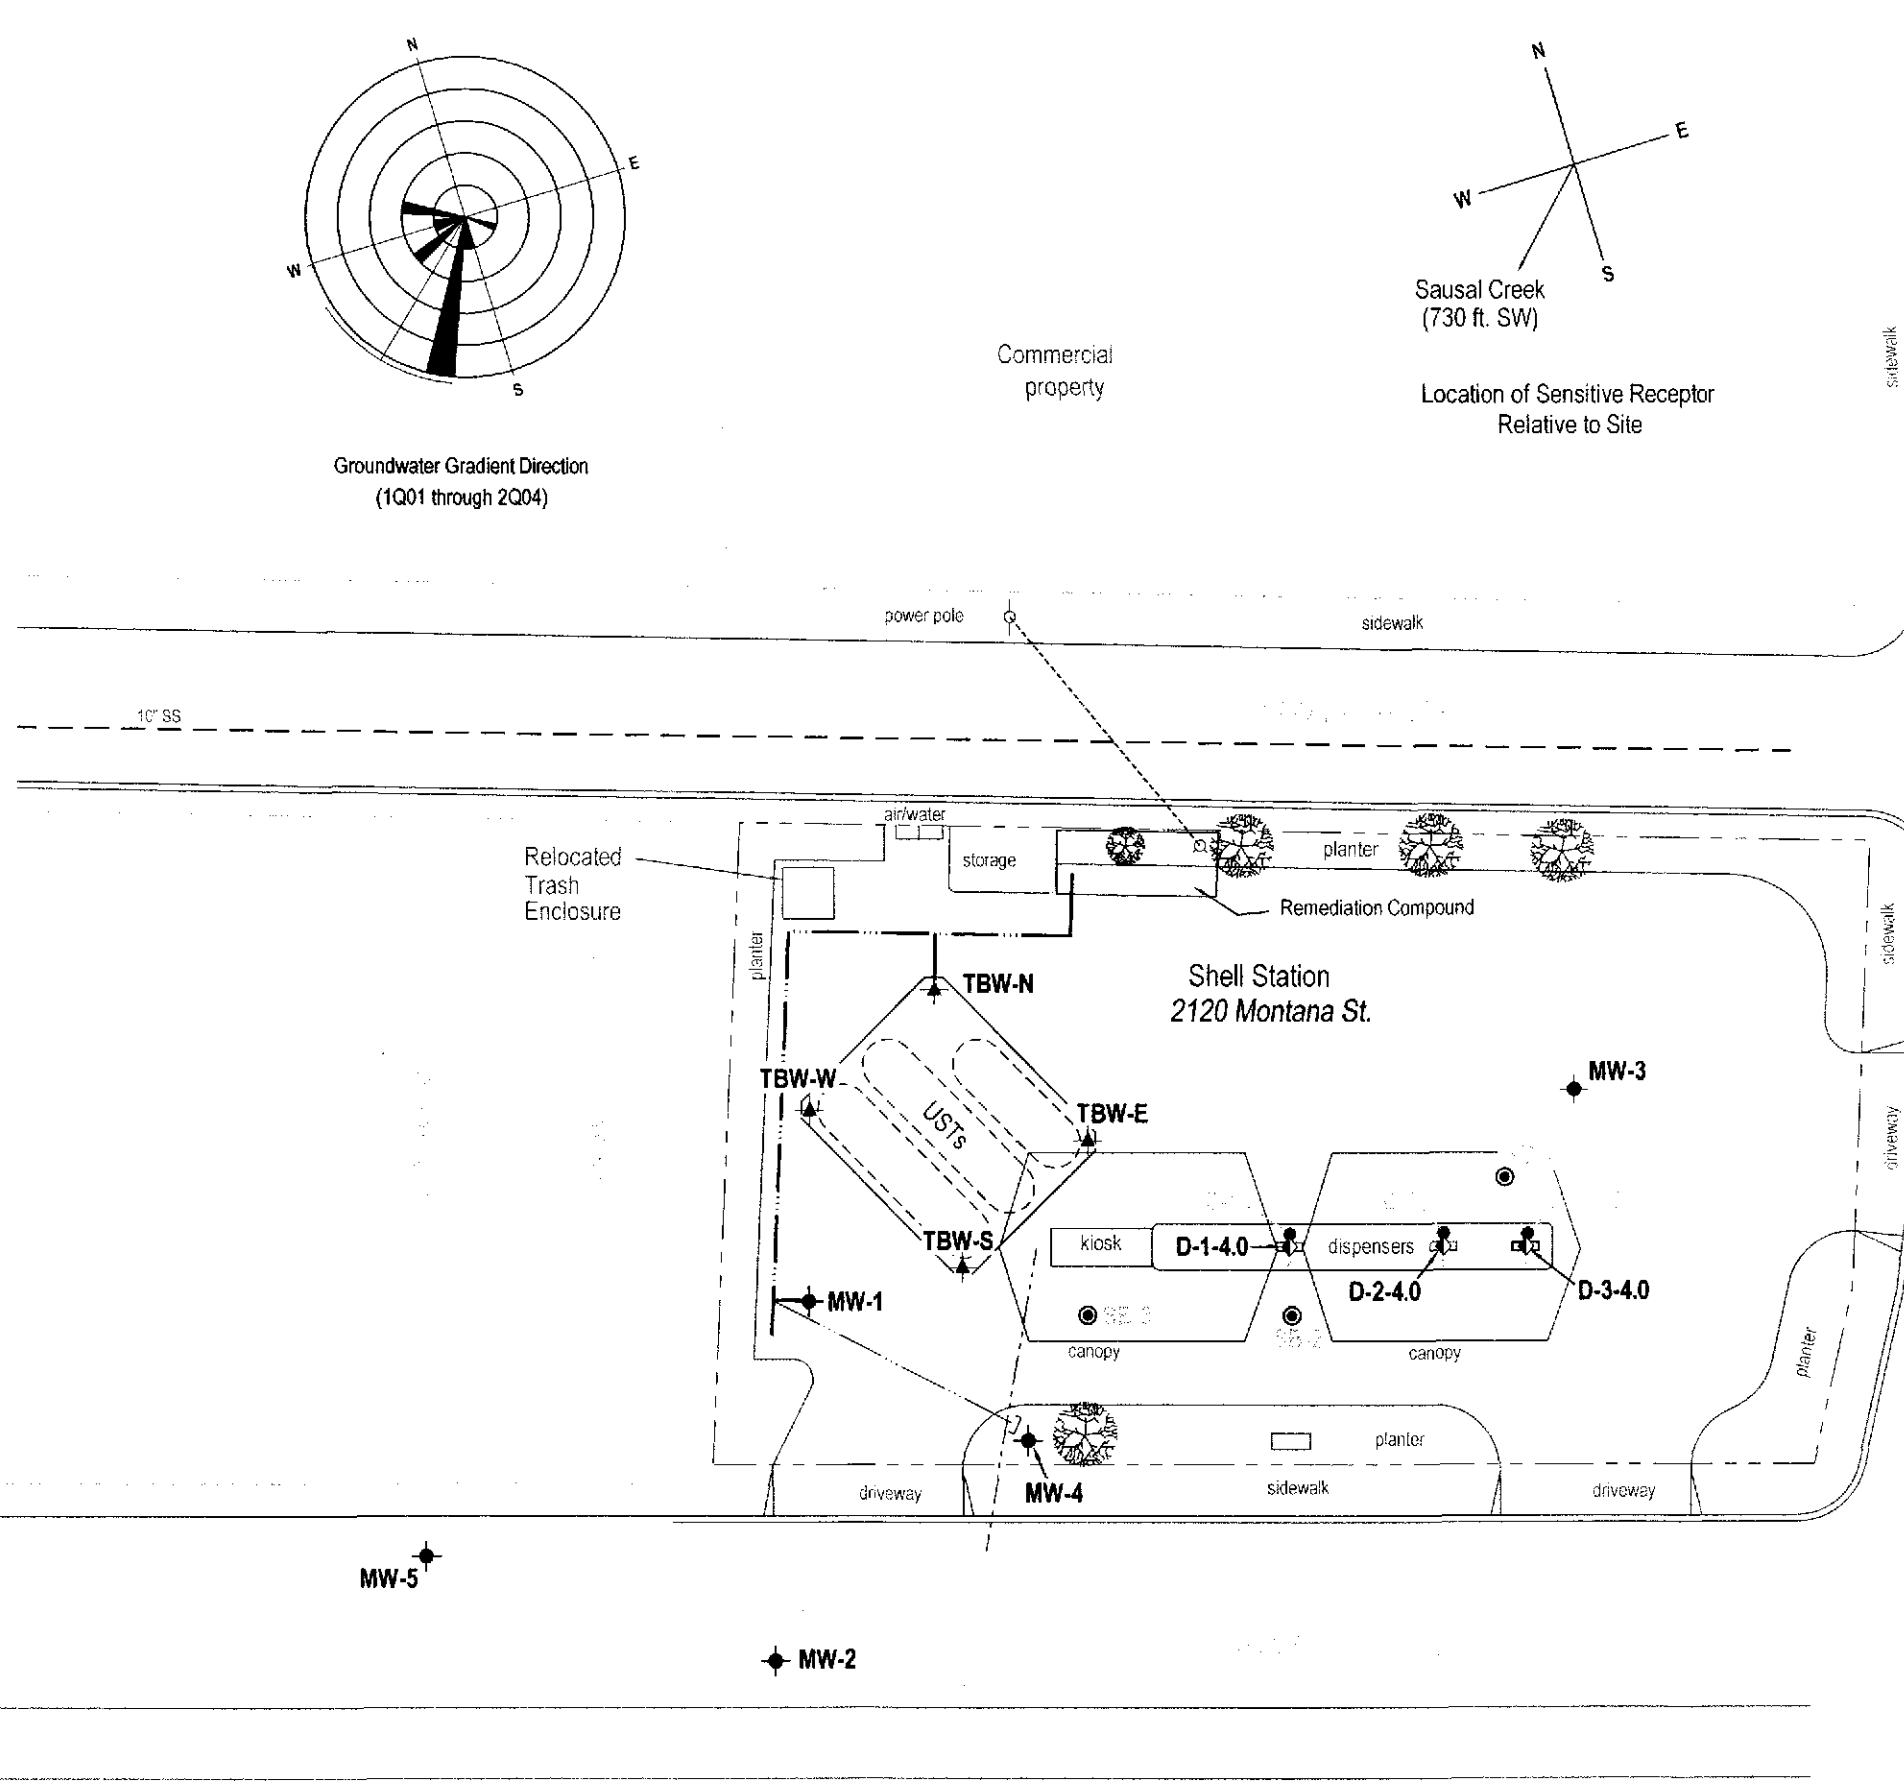 N
E
W
S
Groundwater Gradient Direction
(1Q01 through 2Q04)
N
E
W
S
Sausal Creek
(730 ft. SW)
Location of Sensitive Receptor
Relative to Site
Commercial
property
sidewalk
power pole
sidewalk
10" SS
air/water
storage
planter
Relocated
Trash
Enclosure
Remediation Compound
sidewalk
planter
TBW-N
Shell Station
2120 Montana St.
TBW-W
MW-3
USTs
TBW-E
driveway
TBW-S
kiosk
D-1-4.0
dispensers
D-2-4.0
D-3-4.0
MW-1
SB-3
SB-2
canopy
canopy
planter
planter
MW-4
driveway
sidewalk
driveway
MW-5
MW-2